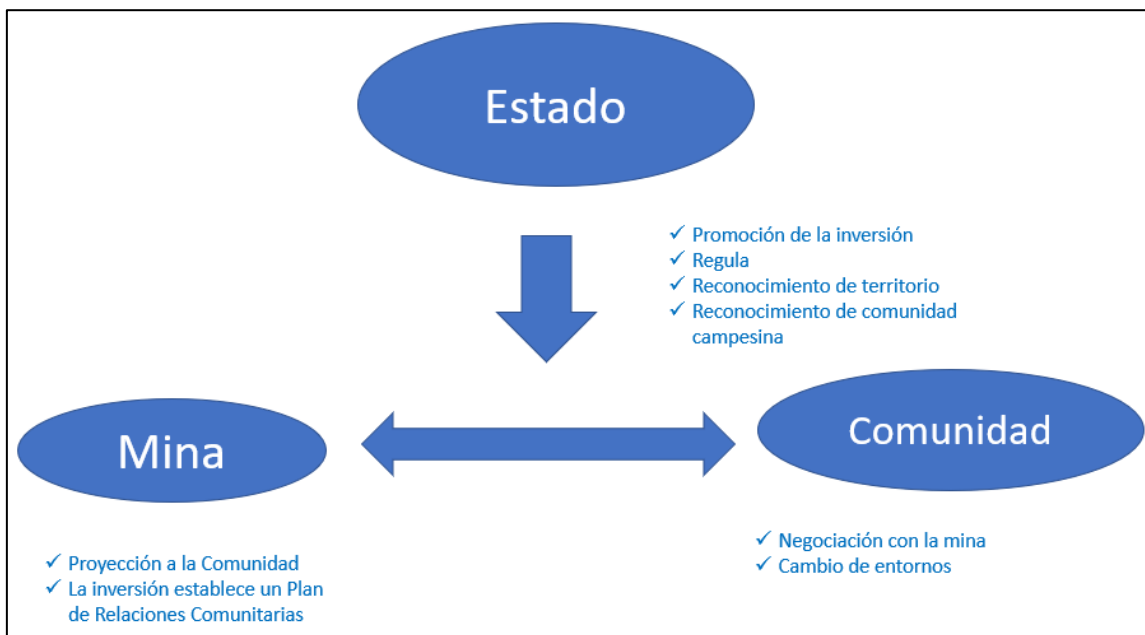 Estado
✓ Promoción de la inversión
✓ Regula
✓ Reconocimiento de territorio
✓ Reconocimiento de comunidad
campesina
Mina
Comunidad
✓ Proyección a la Comunidad
✓ La inversión establece un Plan
de Relaciones Comunitarias
✓ Negociación con la mina
✓ Cambio de entornos